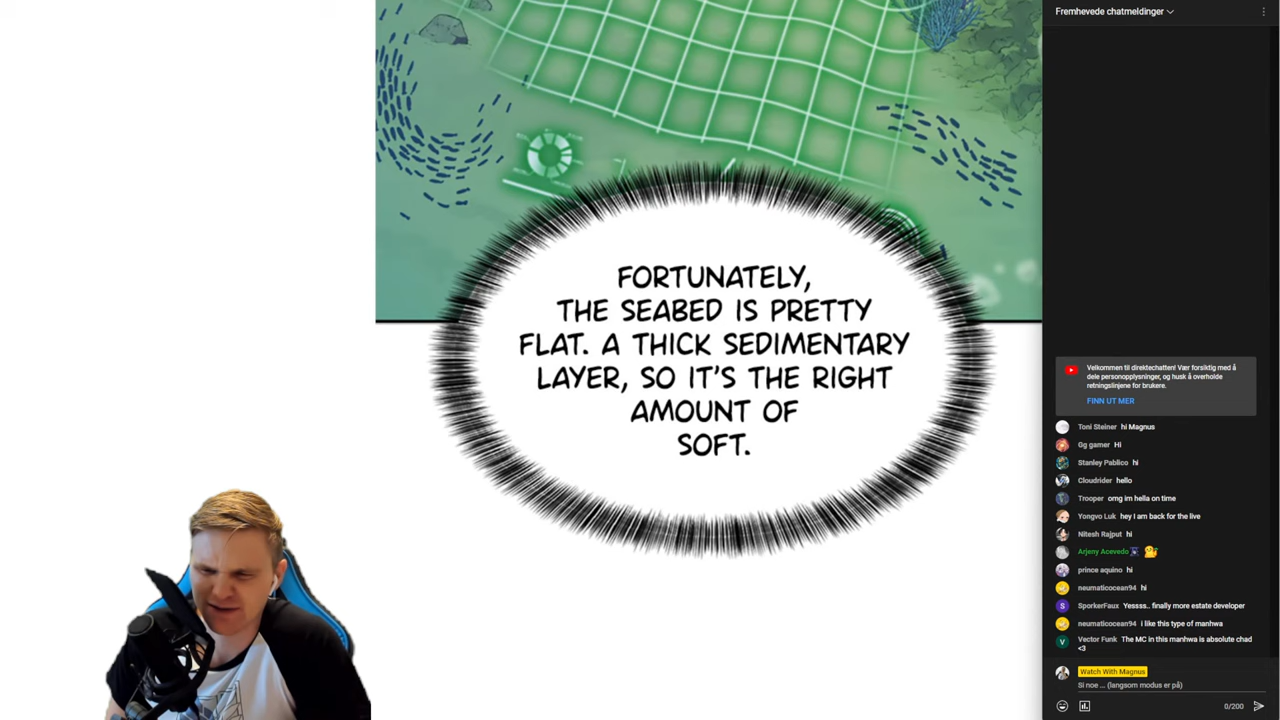 Fremhevede chatmeldinger
FORTUNATELY,
THE SEABED IS PRETTY
FLAT. A THICK SEDIMENTARY
LAYER, SO IT'S THE RIGHT
AMOUNT OF
SOFT.
Velkommen til direktechatten! Vær forsiktig med å
dele personopplysninger, og husk å overholde
retningslinjene for brukere.
FINN UT MER
Toni Steiner hi Magnus
Gg gamer Hi
Stanley Pablico hi
Cloudrider hello
Trooper omg im hella on time
Yongvo Luk hey I am back for the live
Nitesh Rajput hi
Arjeny Acevedo
prince aquino hi
neumaticocean94 hi
S SporkerFaux Yessss.. finally more estate developer
neumaticocean94 i like this type of manhwa
V Vector Funk The MC in this manhwa is absolute chad
<3
Watch With Magnus
Si noe ... (langsom modus er på)
0/200